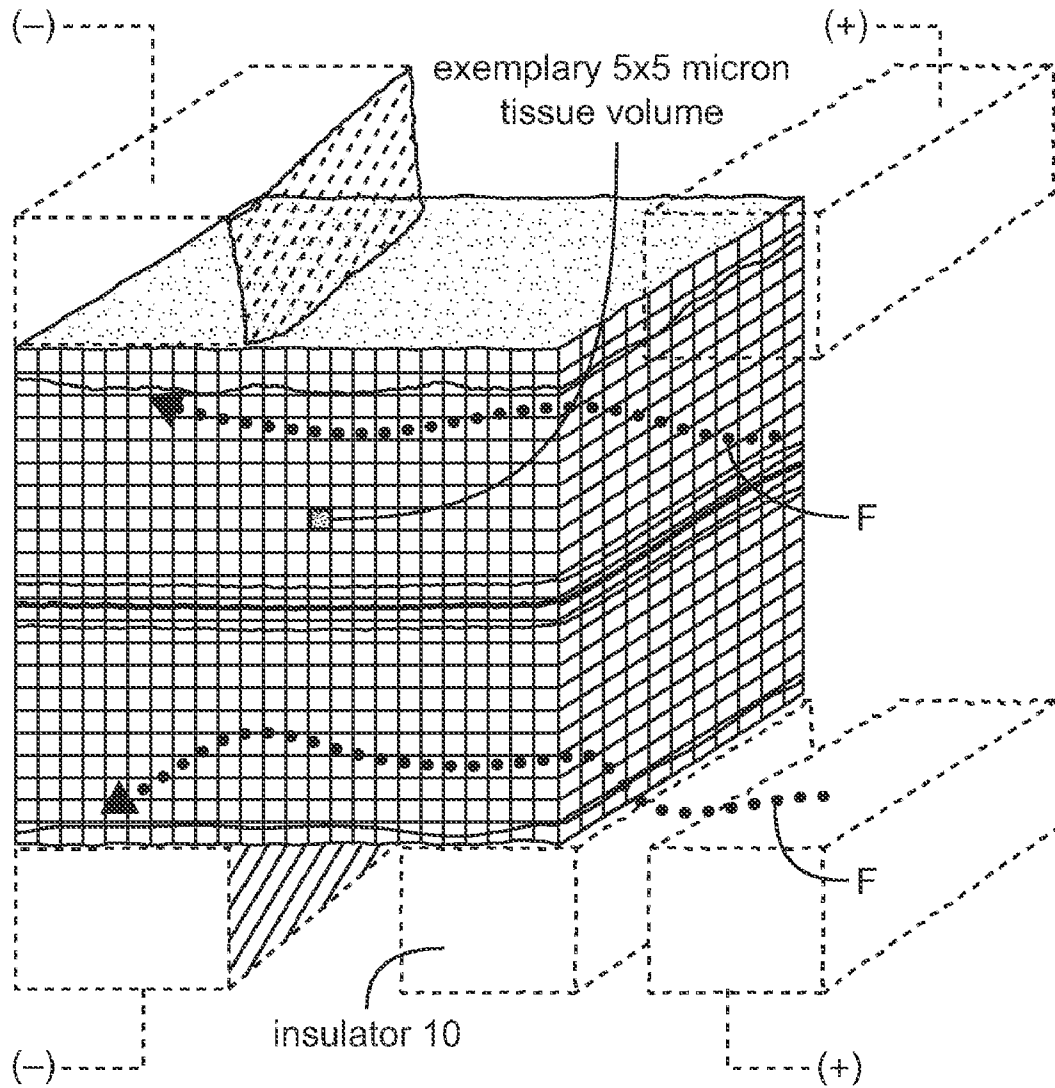 (−)
(+)
exemplary 5x5 micron
tissue volume
F
F
insulator 10
(−)
(+)